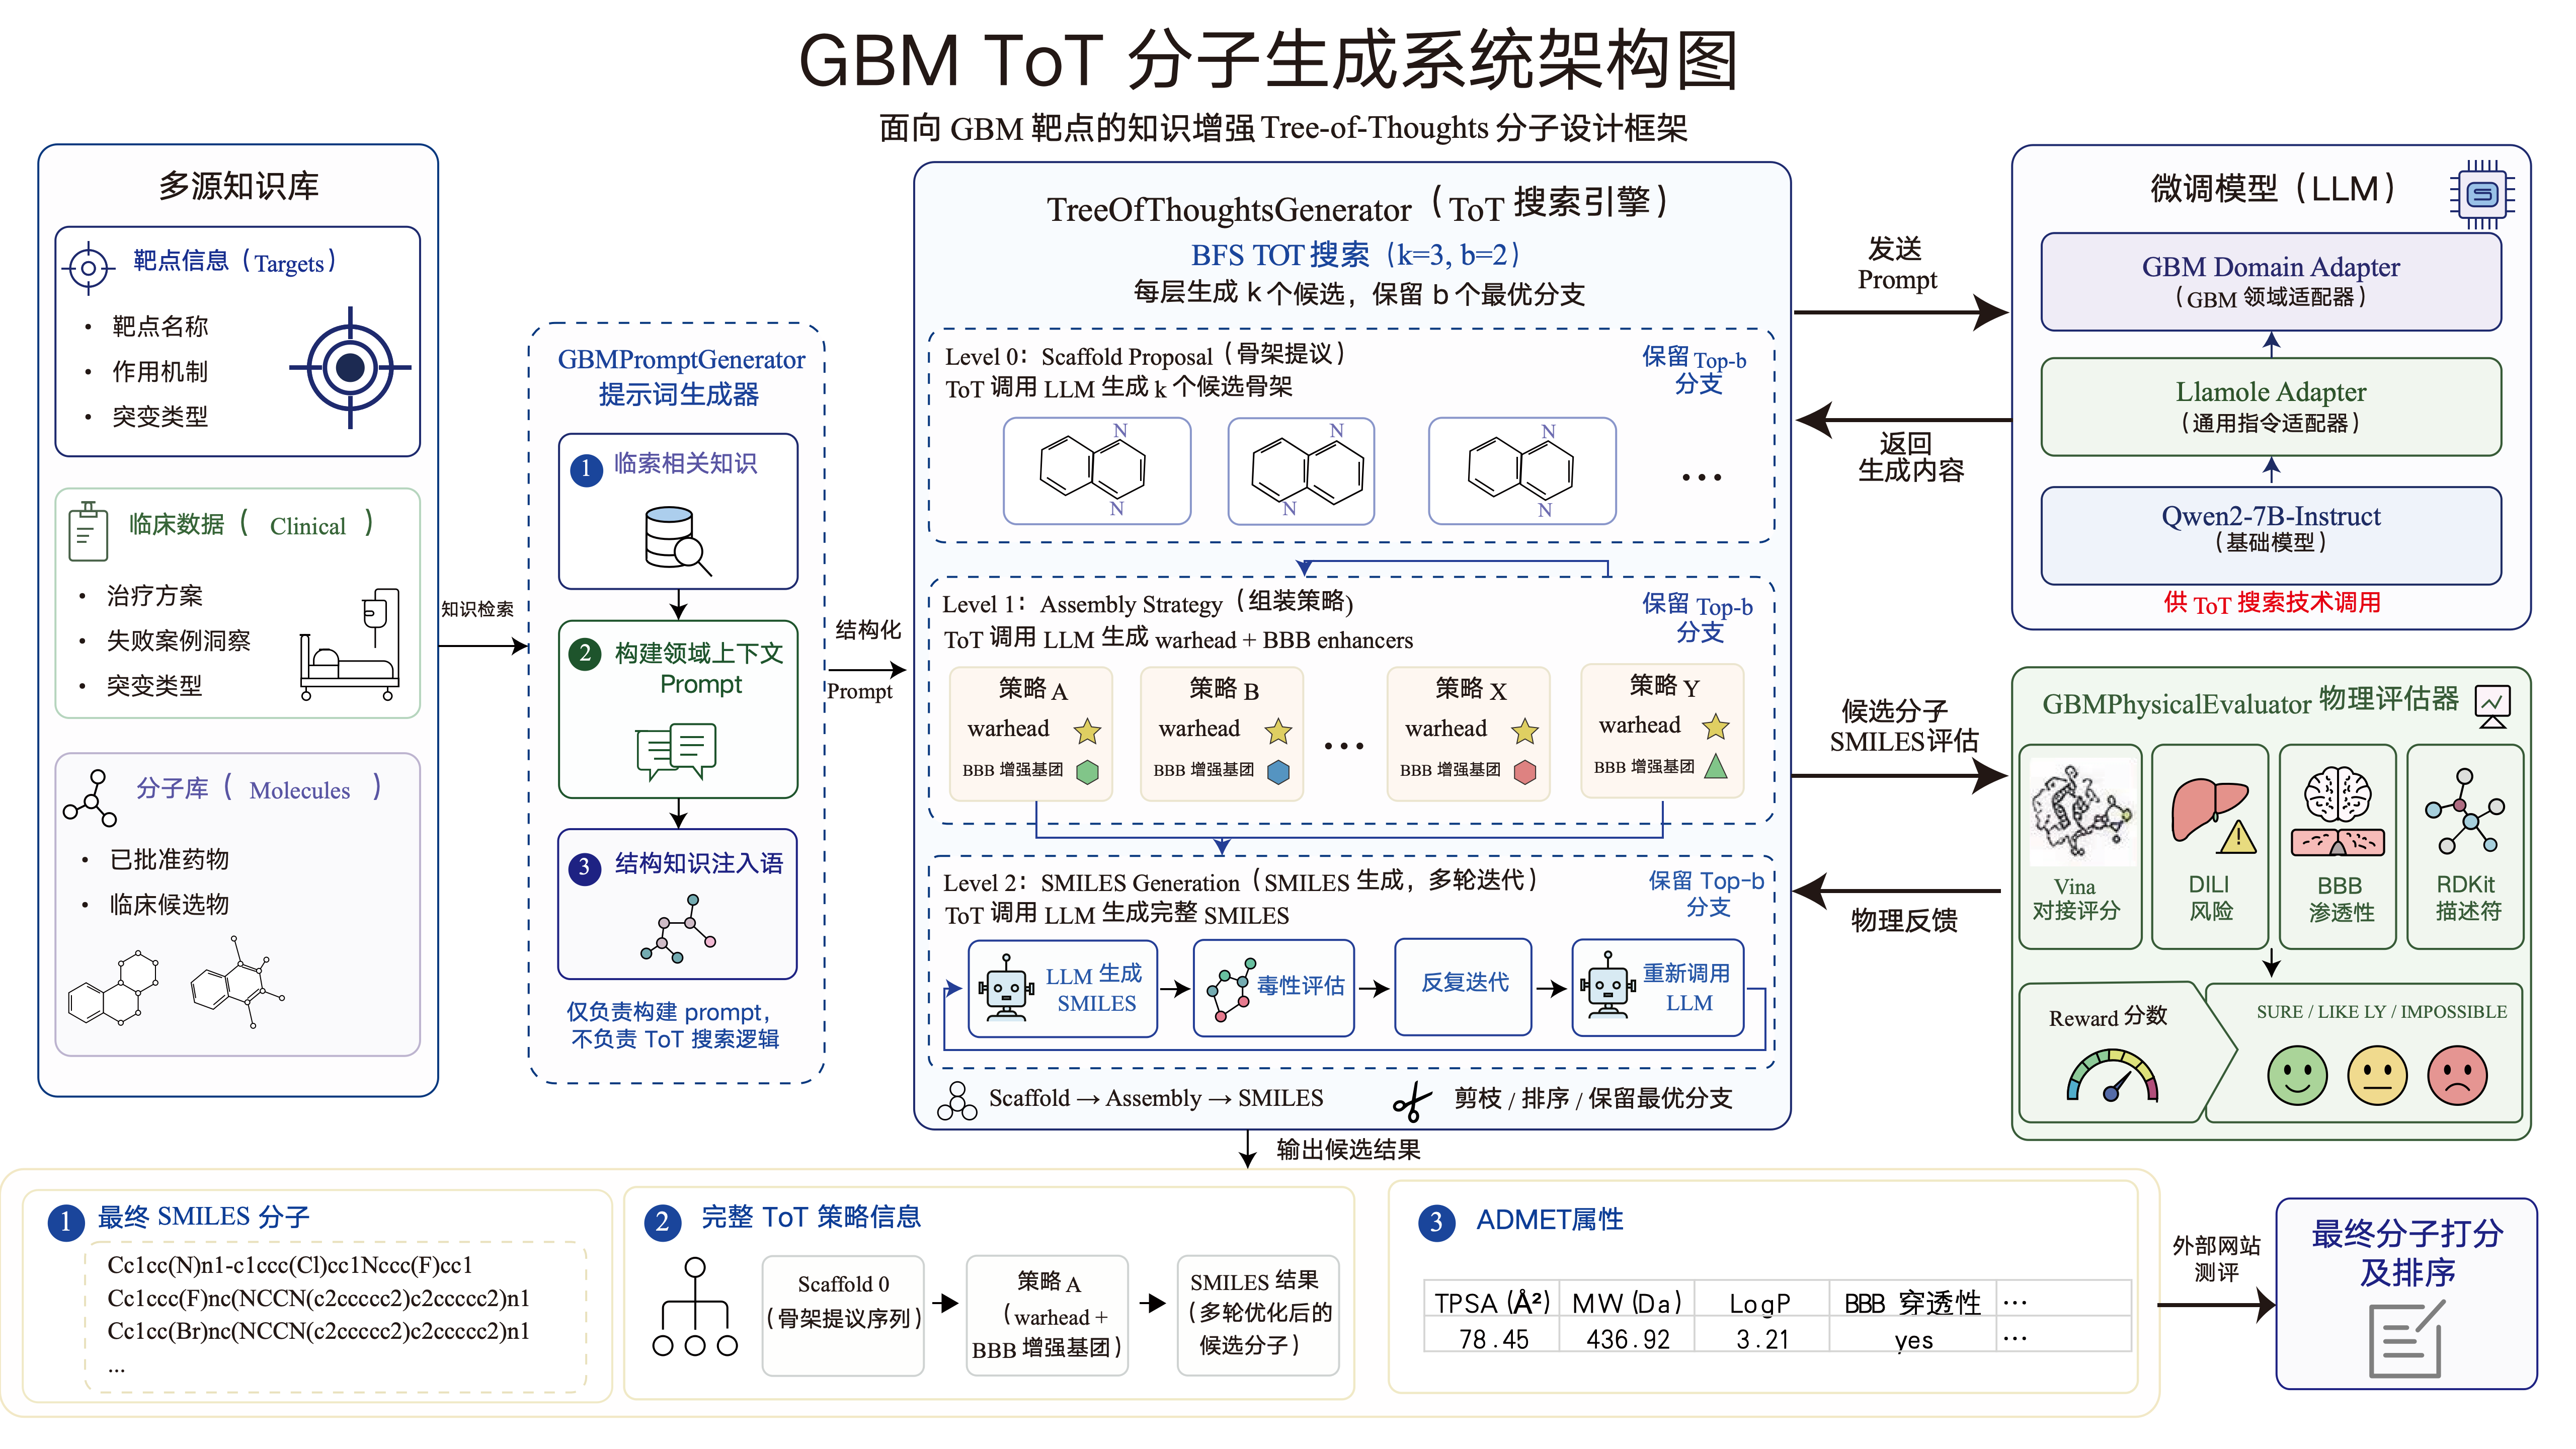 GBM ToT 分子生成系统架构图
面向 GBM 靶点的知识增强 Tree-of-Thoughts 分子设计框架
多源知识库
靶点信息（Targets）
• 靶点名称
• 作用机制
• 突变类型
临床数据（ Clinical ）
• 治疗方案
• 失败案例洞察
• 突变类型
分子库（ Molecules ）
• 已批准药物
• 临床候选物
知识检索
GBMPromptGenerator
提示词生成器
1 临索相关知识
2 构建领域上下文
Prompt
3 结构知识注入语
仅负责构建 prompt，
不负责 ToT 搜索逻辑
结构化
Prompt
TreeOfThoughtsGenerator（ToT 搜索引擎）
BFS TOT 搜索（k=3, b=2）
每层生成 k 个候选，保留 b 个最优分支
Level 0：Scaffold Proposal（骨架提议）
ToT 调用 LLM 生成 k 个候选骨架
保留 Top-b
分支
N
N
N
N
N
N
...
Level 1：Assembly Strategy（组装策略)
ToT 调用 LLM 生成 warhead + BBB enhancers
保留 Top-b
分支
策略 A
warhead
BBB 增强基团
策略 B
warhead
BBB 增强基团
...
策略 X
warhead
BBB 增强基团
策略 Y
warhead
BBB 增强基团
Level 2：SMILES Generation（SMILES 生成，多轮迭代）
ToT 调用 LLM 生成完整 SMILES
保留 Top-b
分支
LLM 生成
SMILES
毒性评估
反复迭代
重新调用
LLM
Scaffold → Assembly → SMILES
剪枝 / 排序 / 保留最优分支
发送
Prompt
返回
生成内容
候选分子
SMILES评估
物理反馈
微调模型（LLM）
GBM Domain Adapter
（GBM 领域适配器）
Llamole Adapter
（通用指令适配器）
Qwen2-7B-Instruct
（基础模型）
供 ToT 搜索技术调用
GBMPhysicalEvaluator 物理评估器
Vina
对接评分
DILI
风险
BBB
渗透性
RDKit
描述符
Reward 分数
SURE / LIKE LY / IMPOSSIBLE
输出候选结果
1 最终 SMILES 分子
Cc1cc(N)n1-c1ccc(Cl)cc1Nccc(F)cc1
Cc1ccc(F)nc(NCCN(c2ccccc2)c2ccccc2)n1
Cc1cc(Br)nc(NCCN(c2ccccc2)c2ccccc2)n1
...
2 完整 ToT 策略信息
Scaffold 0
（骨架提议序列）
策略 A
（warhead +
BBB 增强基团）
SMILES 结果
（多轮优化后的
候选分子）
3 ADMET属性
TPSA (Å²) MW (Da) LogP BBB 穿透性 ...
78.45 436.92 3.21 yes ...
外部网站
测评
最终分子打分
及排序